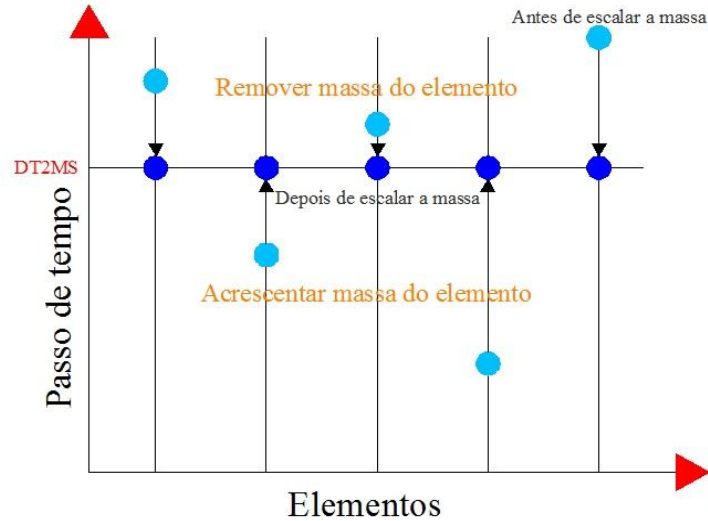 Antes de escalar a massa
Remover massa do elemento
DT2MS
Depois de escalar a massa
Acrescentar massa do elemento
Passo de tempo
Elementos